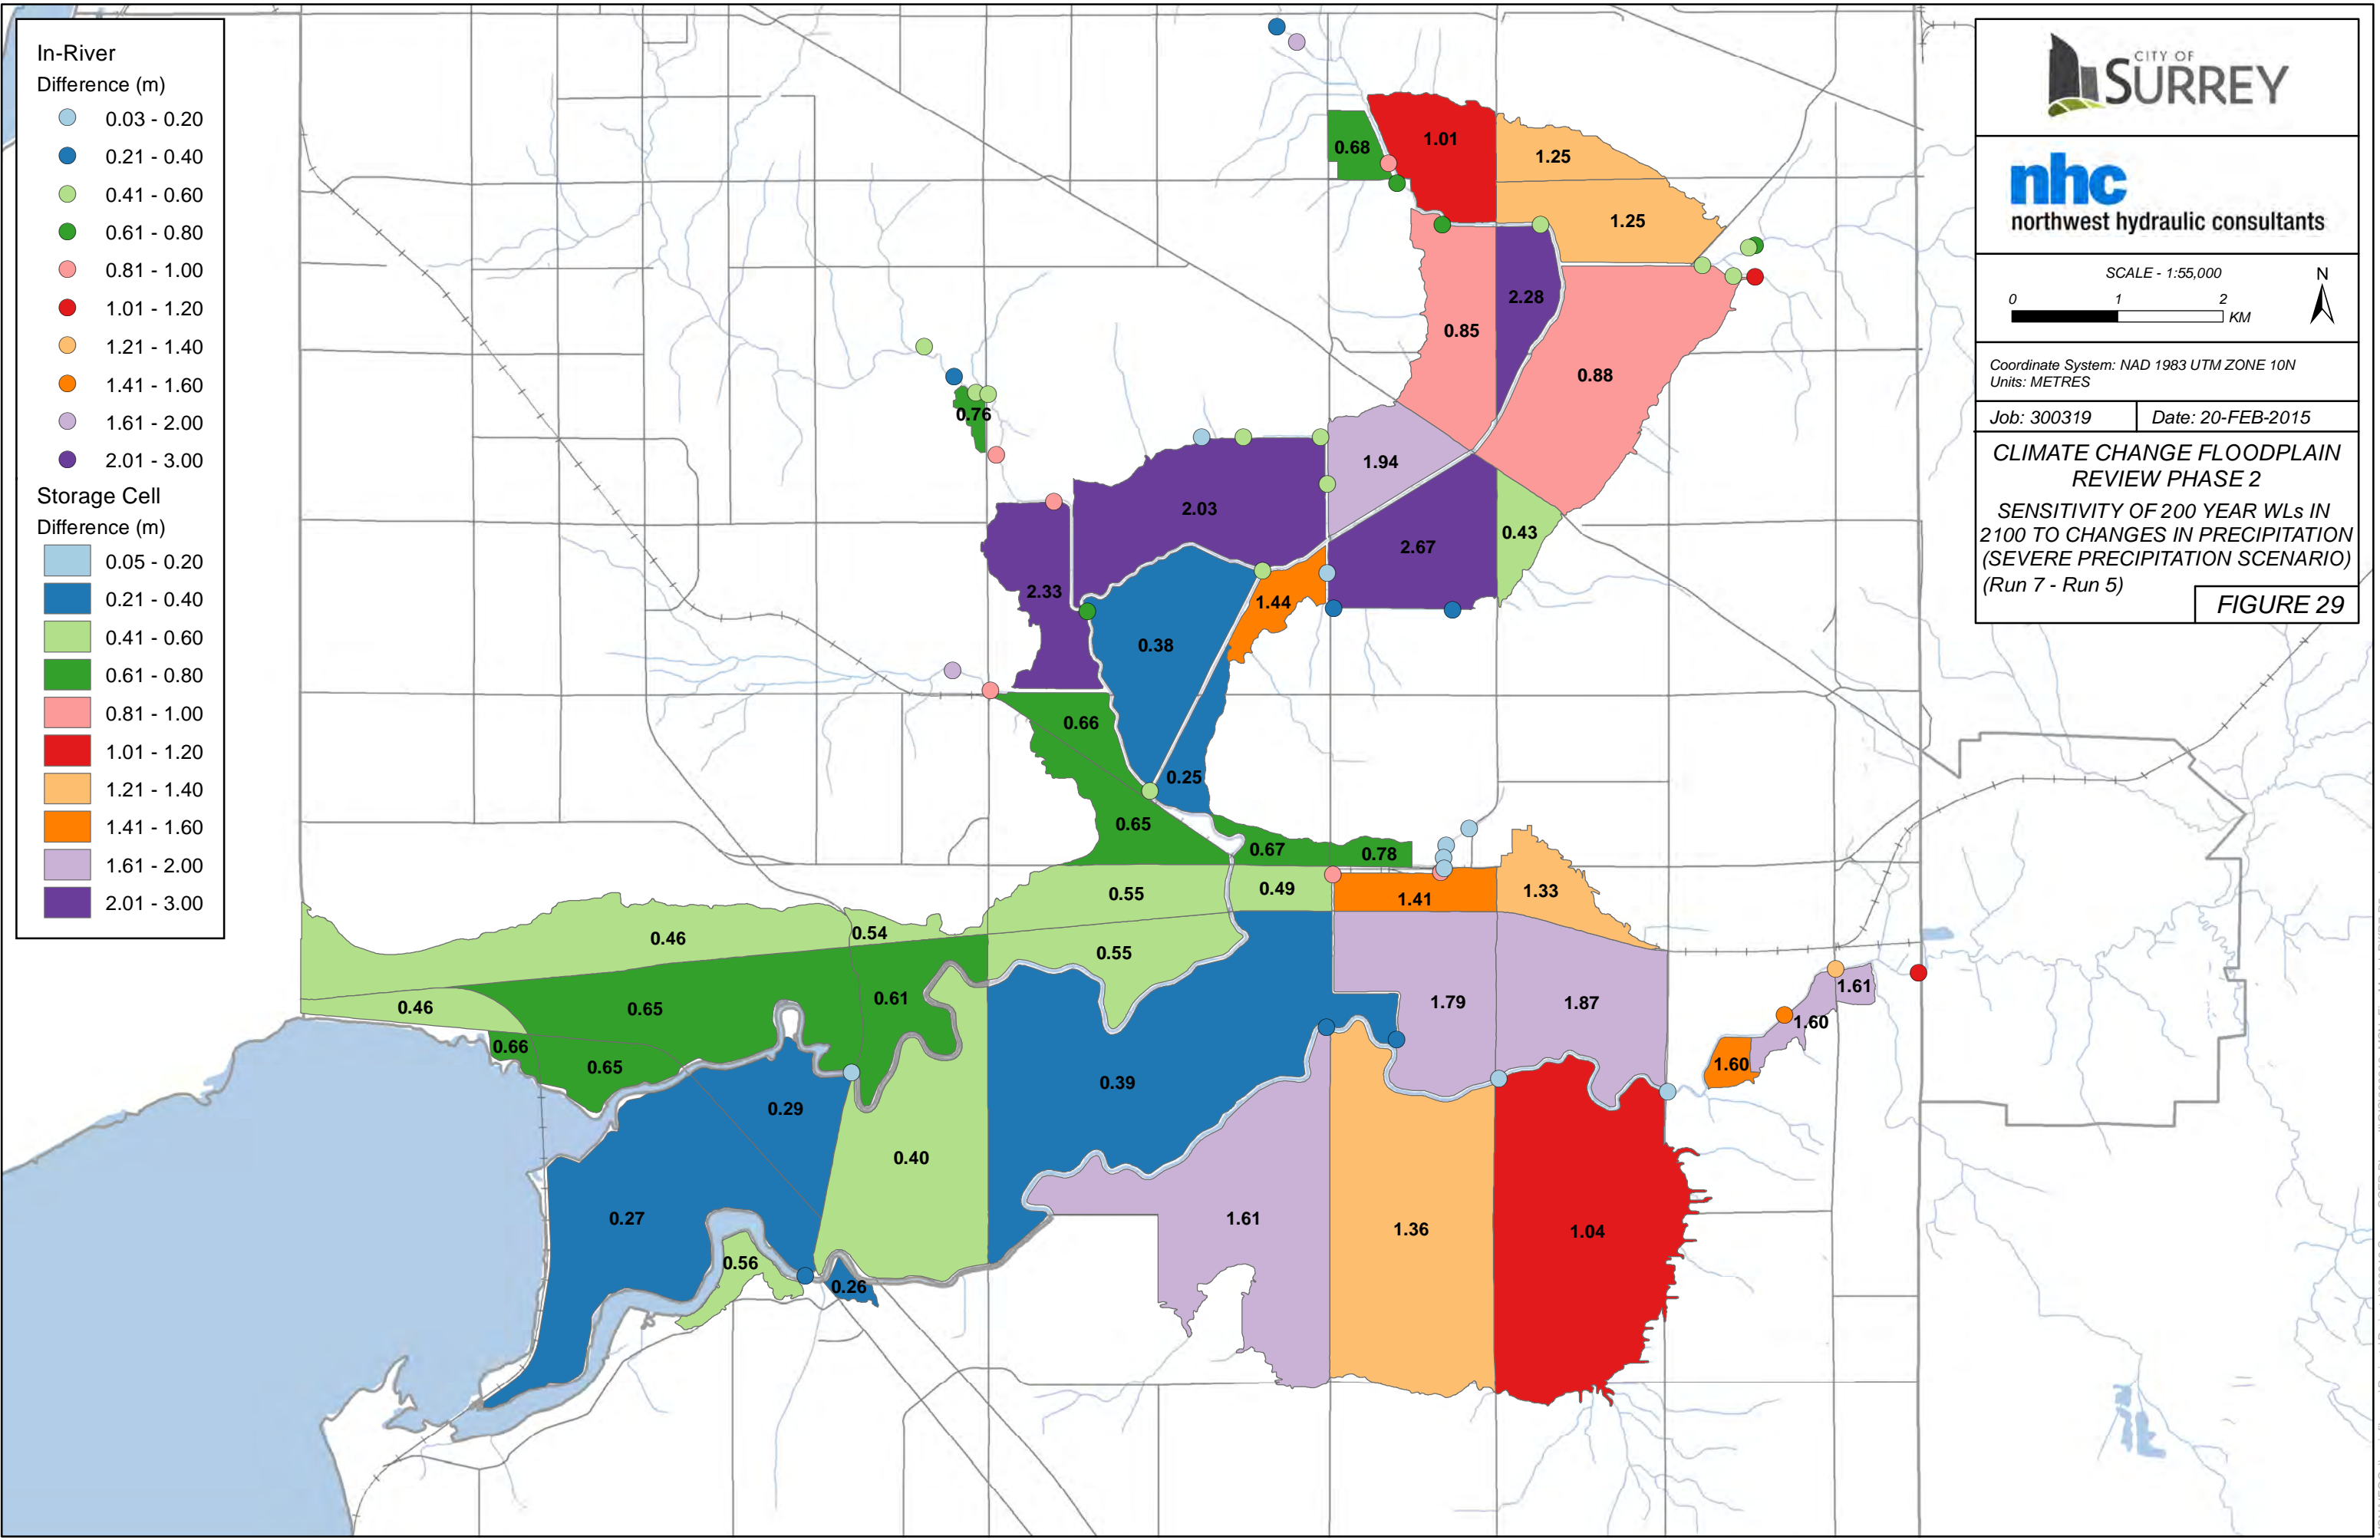 In-River
Difference (m)
0.03 - 0.20
0.21 - 0.40
0.41 - 0.60
0.61 - 0.80
0.81 - 1.00
1.01 - 1.20
1.21 - 1.40
1.41 - 1.60
1.61 - 2.00
2.01 - 3.00
Storage Cell
Difference (m)
0.05 - 0.20
0.21 - 0.40
0.41 - 0.60
0.61 - 0.80
0.81 - 1.00
1.01 - 1.20
1.21 - 1.40
1.41 - 1.60
1.61 - 2.00
2.01 - 3.00
0.68
1.01
1.25
1.25
2.28
0.85
0.88
0.76
1.94
2.03
2.67
0.43
2.33
1.44
0.38
0.66
0.25
0.65
0.67
0.78
0.55
0.49
1.41
1.33
0.46
0.54
0.55
0.46
0.65
0.61
1.79
1.87
1.61
1.60
1.60
0.66
0.65
0.29
0.39
0.40
0.27
1.61
1.36
1.04
0.56
0.26
CITY OF
SURREY
nhc
northwest hydraulic consultants
SCALE - 1:55,000
N
0 1 2
KM
Coordinate System: NAD 1983 UTM ZONE 10N
Units: METRES
Job: 300319
Date: 20-FEB-2015
CLIMATE CHANGE FLOODPLAIN
REVIEW PHASE 2
SENSITIVITY OF 200 YEAR WLs IN
2100 TO CHANGES IN PRECIPITATION
(SEVERE PRECIPITATION SCENARIO)
(Run 7 - Run 5)
FIGURE 29